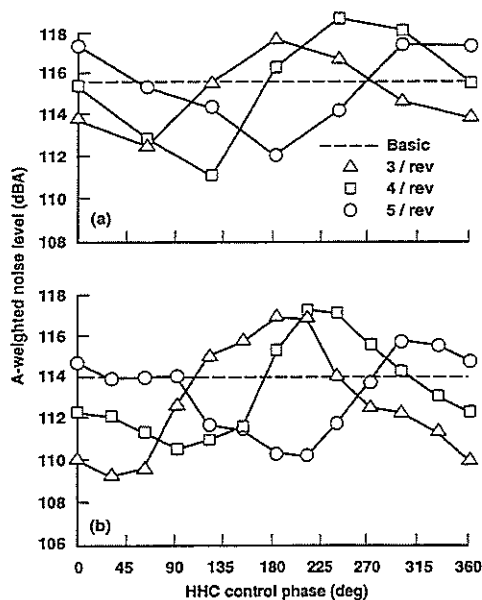 118
116
114
112
110
108
(a)
Basic
3 / rev
4 / rev
5 / rev
A-weighted noise level (dBA)
118
116
114
112
110
108
106
(b)
0 45 90 135 180 225 270 315 360
HHC control phase (deg)